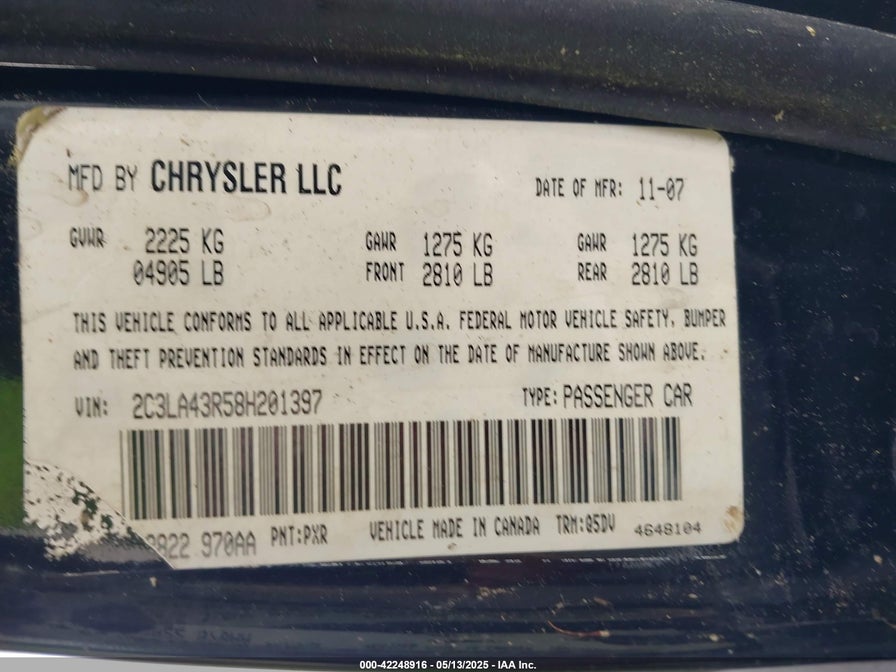 MFD BY CHRYSLER LLC DATE OF MFR: 11-07
GVWR 2225 KG GAWR 1275 KG GAWR 1275 KG
04905 LB FRONT 2810 LB REAR 2810 LB
THIS VEHICLE CONFORMS TO ALL APPLICABLE U.S.A. FEDERAL MOTOR VEHICLE SAFETY, BUMPER
AND THEFT PREVENTION STANDARDS IN EFFECT ON THE DATE OF MANUFACTURE SHOWN ABOVE.
VIN: 2C3LA43R58H201397 TYPE: PASSENGER CAR
970AA PNT:PXR VEHICLE MADE IN CANADA TRM:Q5DV 4648104
000-42248916 - 05/13/2025 - IAA Inc.